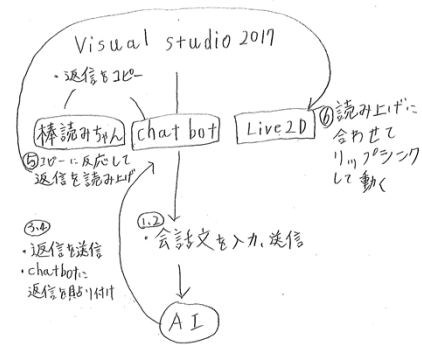 Visual studio 2017
・返信をコピー
棒読みちゃん
chatbot
Live2D
⑥読み上げに
合わせて
リップシンク
して動く
⑤コピーに反応して
返信を読み上げ
1.2
・会話文を入力、送信
3.4
・返信を送信
・chatbotに
返信を貼り付け
AI